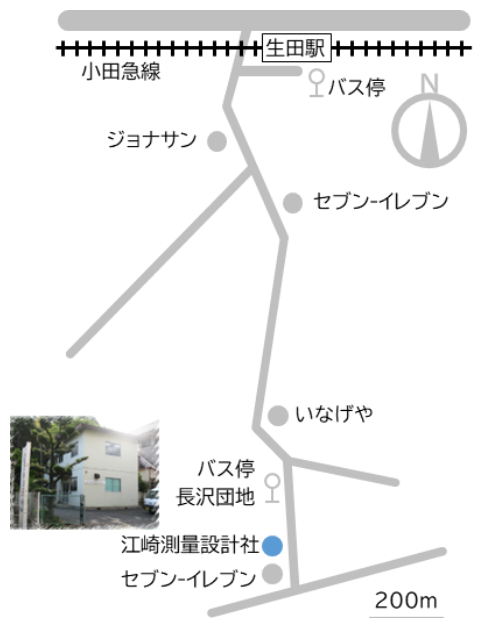 生田駅
小田急線
バス停
N
ジョナサン
セブン-イレブン
いなげや
バス停
長沢団地
江崎測量設計社
セブン-イレブン
200m